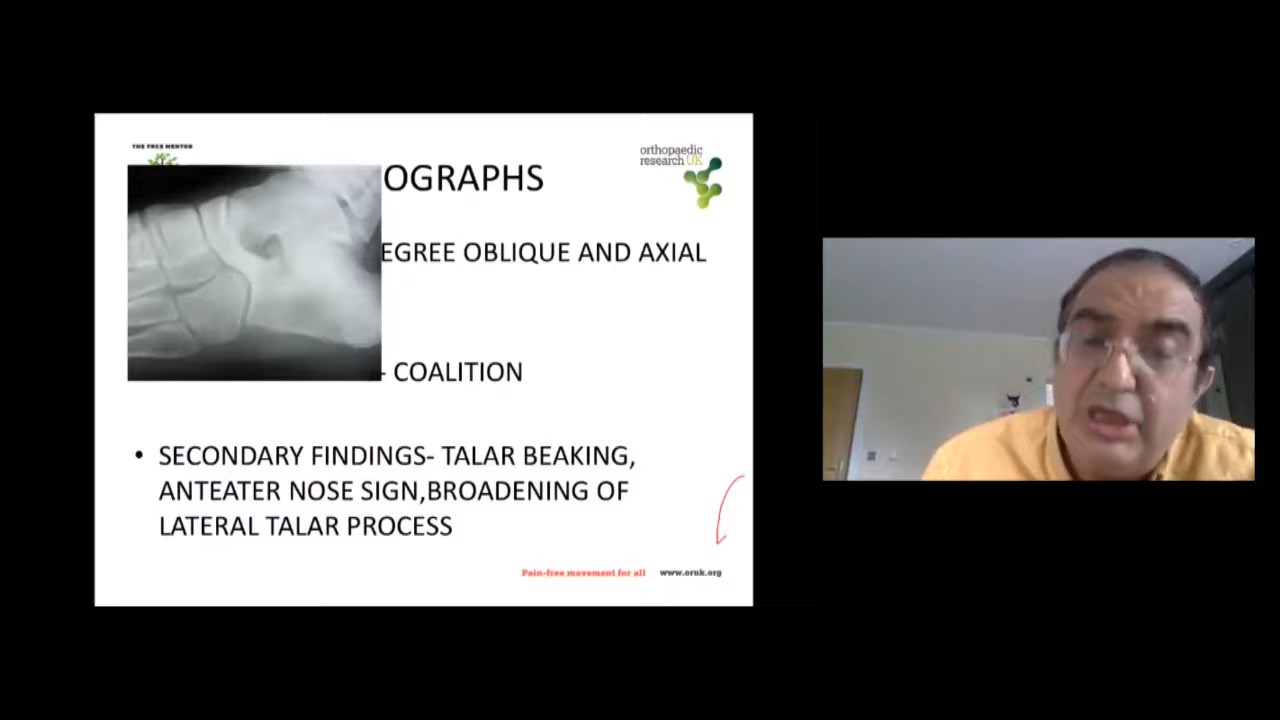 THE FRCS MENTOR
orthopaedic
research UK
OGRAPHS
EGREE OBLIQUE AND AXIAL
- COALITION
• SECONDARY FINDINGS- TALAR BEAKING,
ANTEATER NOSE SIGN,BROADENING OF
LATERAL TALAR PROCESS
Pain-free movement for all www.oruk.org